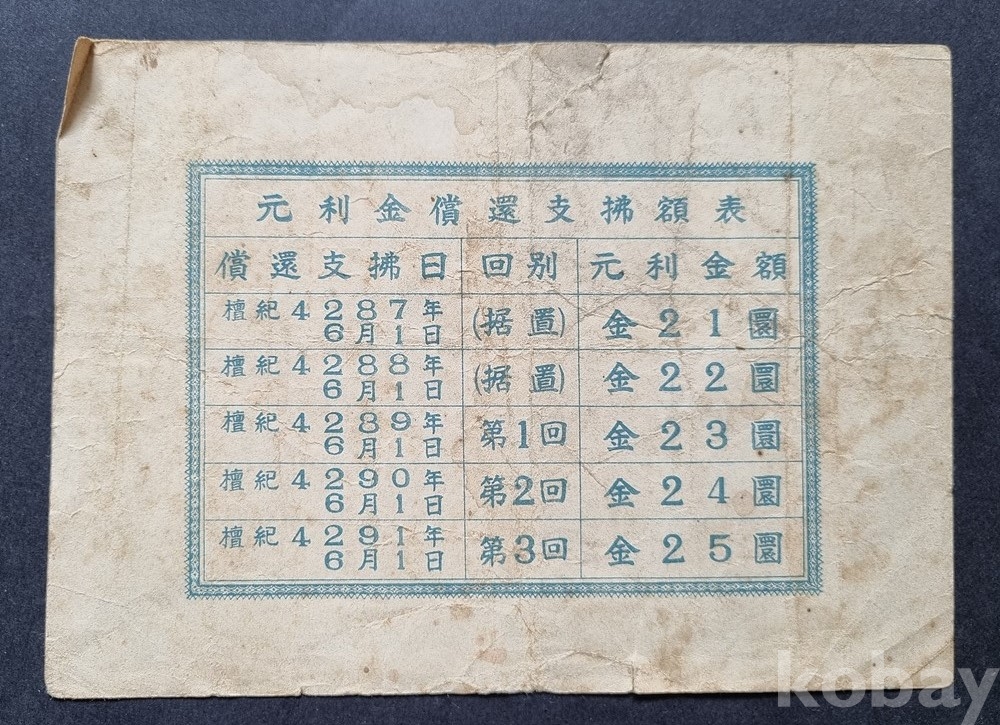 元利金償還支拂額表
償還支拂日 回別 元利金額
檀紀4287年6月1日 (据置) 金21圜
檀紀4288年6月1日 (据置) 金22圜
檀紀4289年6月1日 第1回 金23圜
檀紀4290年6月1日 第2回 金24圜
檀紀4291年6月1日 第3回 金25圜
kobay